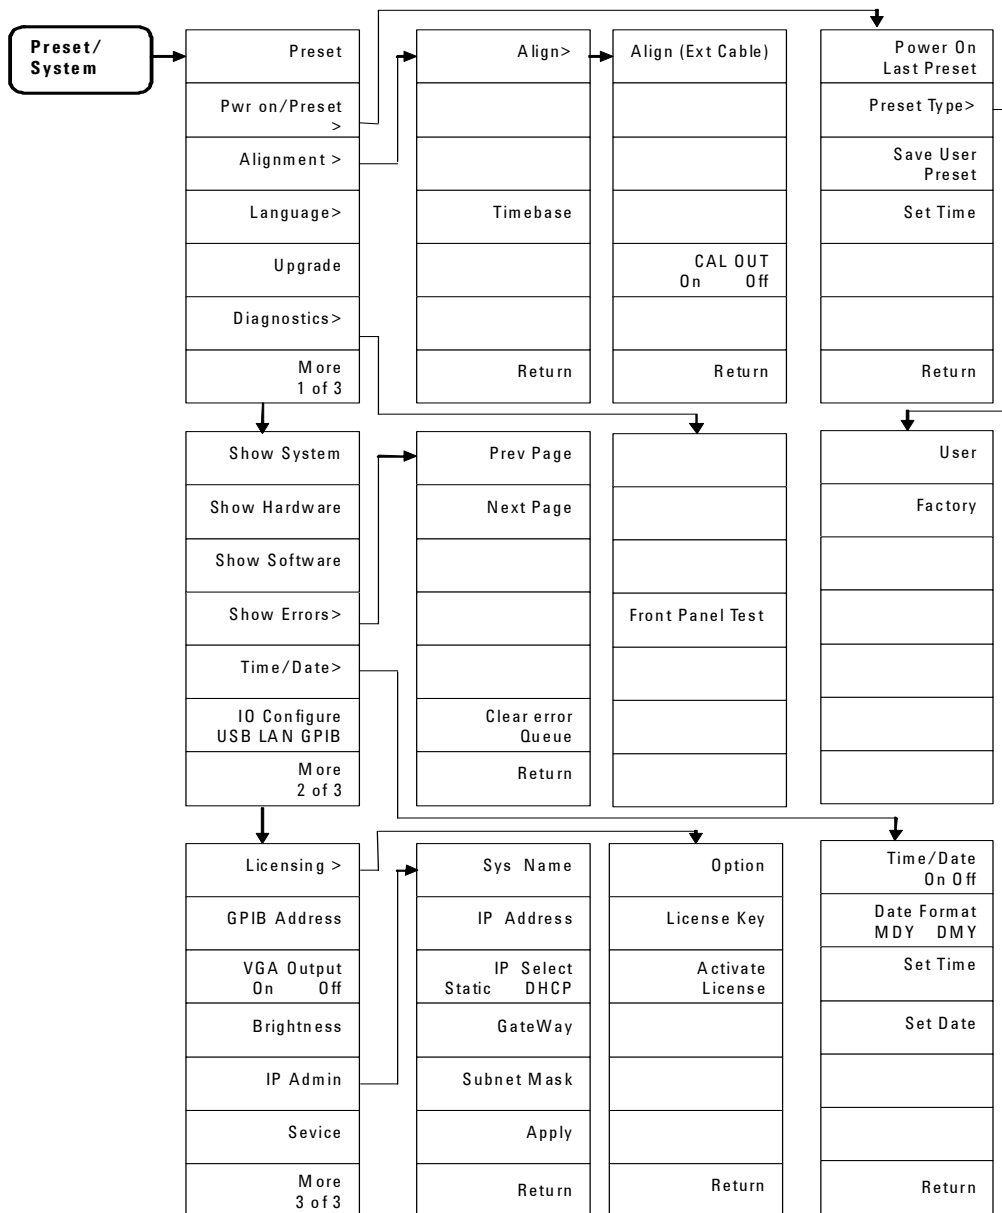 Preset/
System
Preset
Pwr on/Preset
>
Alignment >
Language>
Upgrade
Diagnostics>
More
1 of 3
Align>
Timebase
Return
Align (Ext Cable)
CAL OUT
On Off
Return
Power On
Last Preset
Preset Type>
Save User
Preset
Set Time
Return
Show System
Show Hardware
Show Software
Show Errors>
Time/Date>
IO Configure
USB LAN GPIB
More
2 of 3
Prev Page
Next Page
Clear error
Queue
Return
Front Panel Test
User
Factory
Licensing >
GPIB Address
VGA Output
On Off
Brightness
IP Admin
Sevice
More
3 of 3
Sys Name
IP Address
IP Select
Static DHCP
GateWay
Subnet Mask
Apply
Return
Option
License Key
Activate
License
Return
Time/Date
On Off
Date Format
MDY DMY
Set Time
Set Date
Return